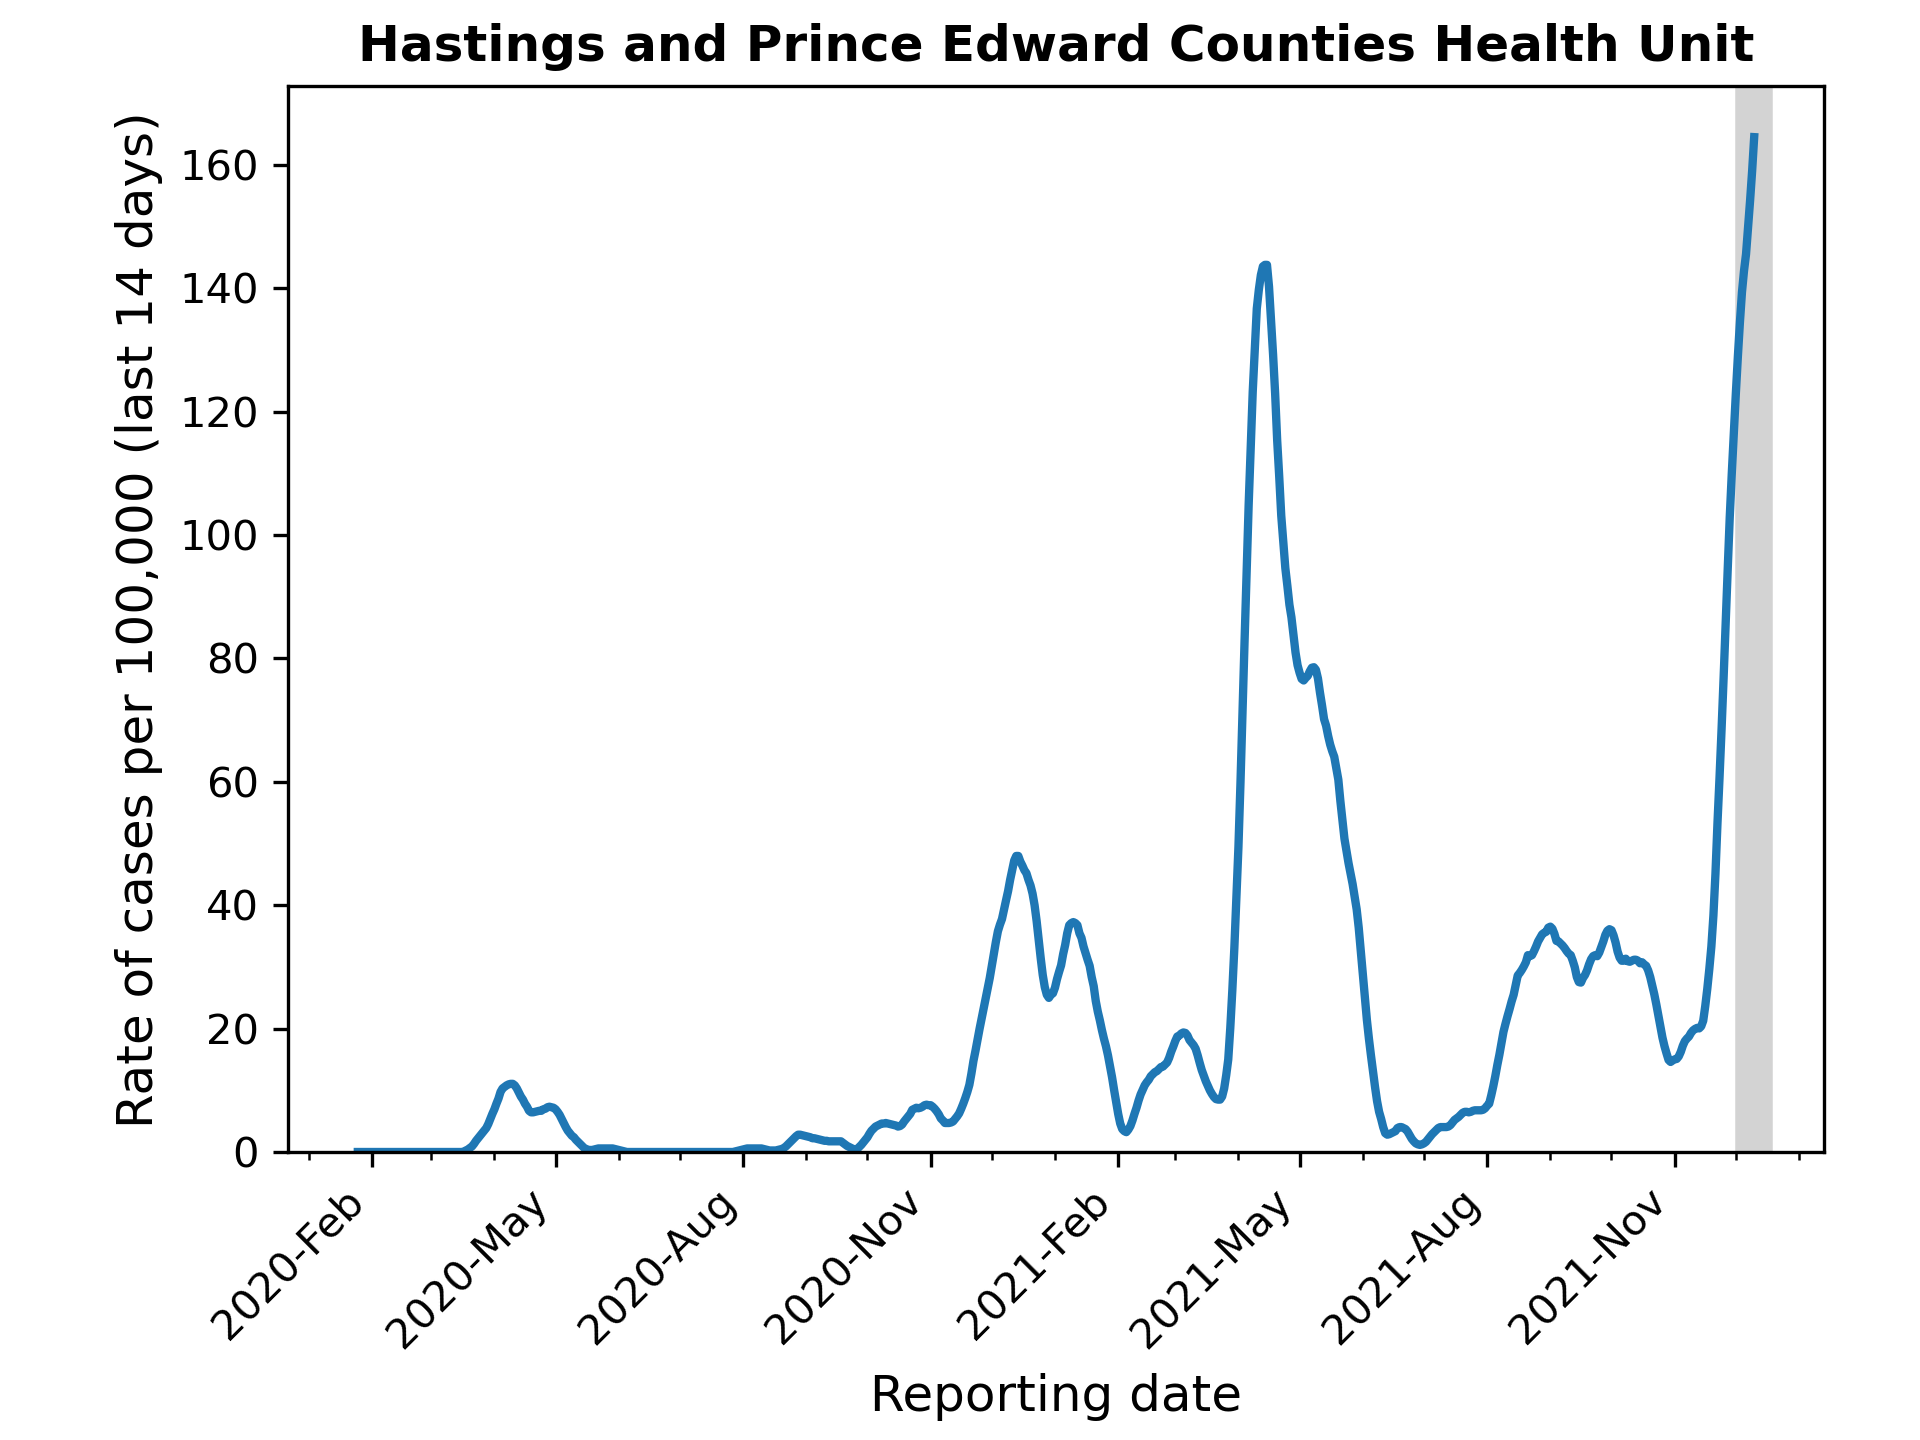 Hastings and Prince Edward Counties Health Unit
Rate of cases per 100,000 (last 14 days)
160
140
120
100
80
60
40
20
0
2020-Feb
2020-May
2020-Aug
2020-Nov
2021-Feb
2021-May
2021-Aug
2021-Nov
Reporting date